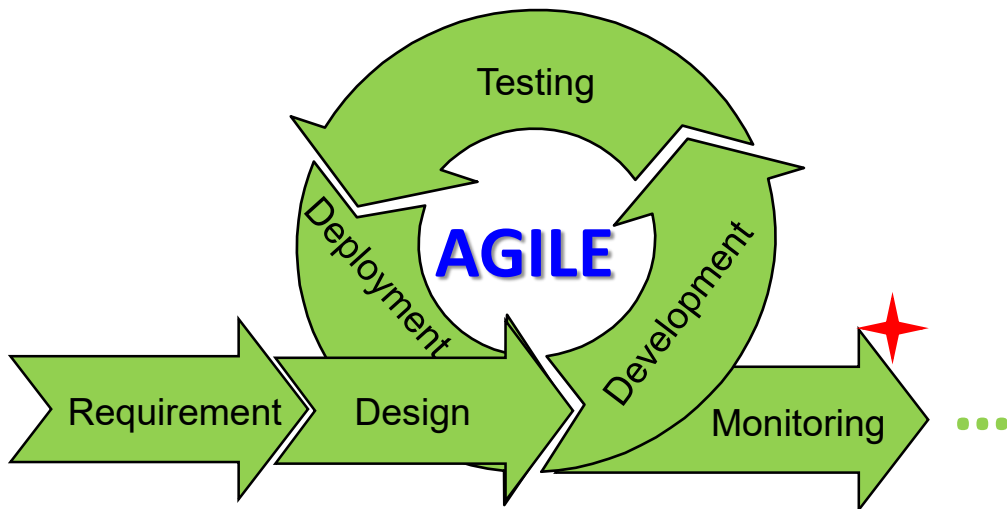 Testing
Deployment
AGILE
Development
Requirement
Design
Monitoring